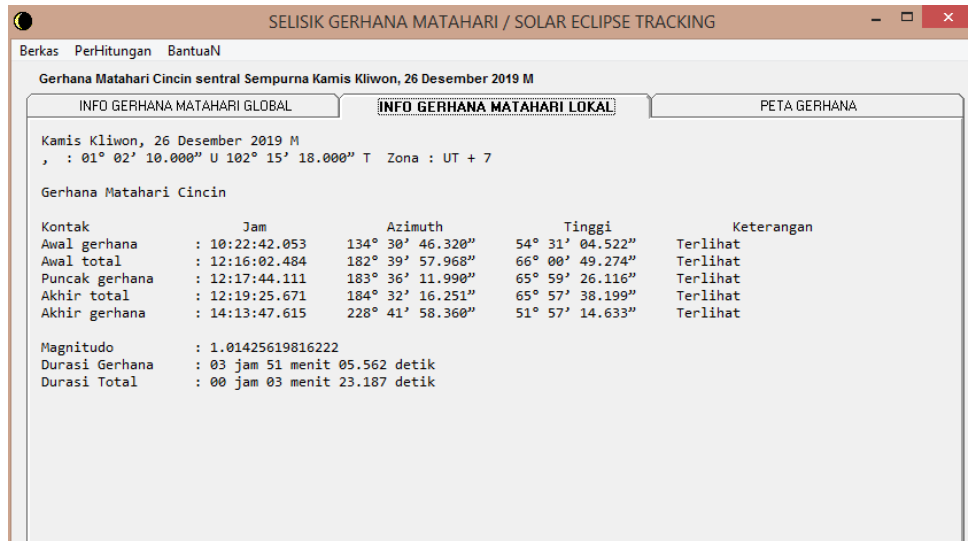 SELISIK GERHANA MATAHARI / SOLAR ECLIPSE TRACKING
Berkas PerHitungan BantuaN
Gerhana Matahari Cincin sentral Sempurna Kamis Kliwon, 26 Desember 2019 M
INFO GERHANA MATAHARI GLOBAL INFO GERHANA MATAHARI LOKAL PETA GERHANA
Kamis Kliwon, 26 Desember 2019 M
, : 01° 02’ 10.000” U 102° 15’ 18.000” T Zona : UT + 7
Gerhana Matahari Cincin
Kontak Jam Azimuth Tinggi Keterangan
Awal gerhana : 10:22:42.053 134° 30’ 46.320” 54° 31’ 04.522” Terlihat
Awal total : 12:16:02.484 182° 39’ 57.968” 66° 00’ 49.274” Terlihat
Puncak gerhana : 12:17:44.111 183° 36’ 11.990” 65° 59’ 26.116” Terlihat
Akhir total : 12:19:25.671 184° 32’ 16.251” 65° 57’ 38.199” Terlihat
Akhir gerhana : 14:13:47.615 228° 41’ 58.360” 51° 57’ 14.633” Terlihat
Magnitudo : 1.01425619816222
Durasi Gerhana : 03 jam 51 menit 05.562 detik
Durasi Total : 00 jam 03 menit 23.187 detik